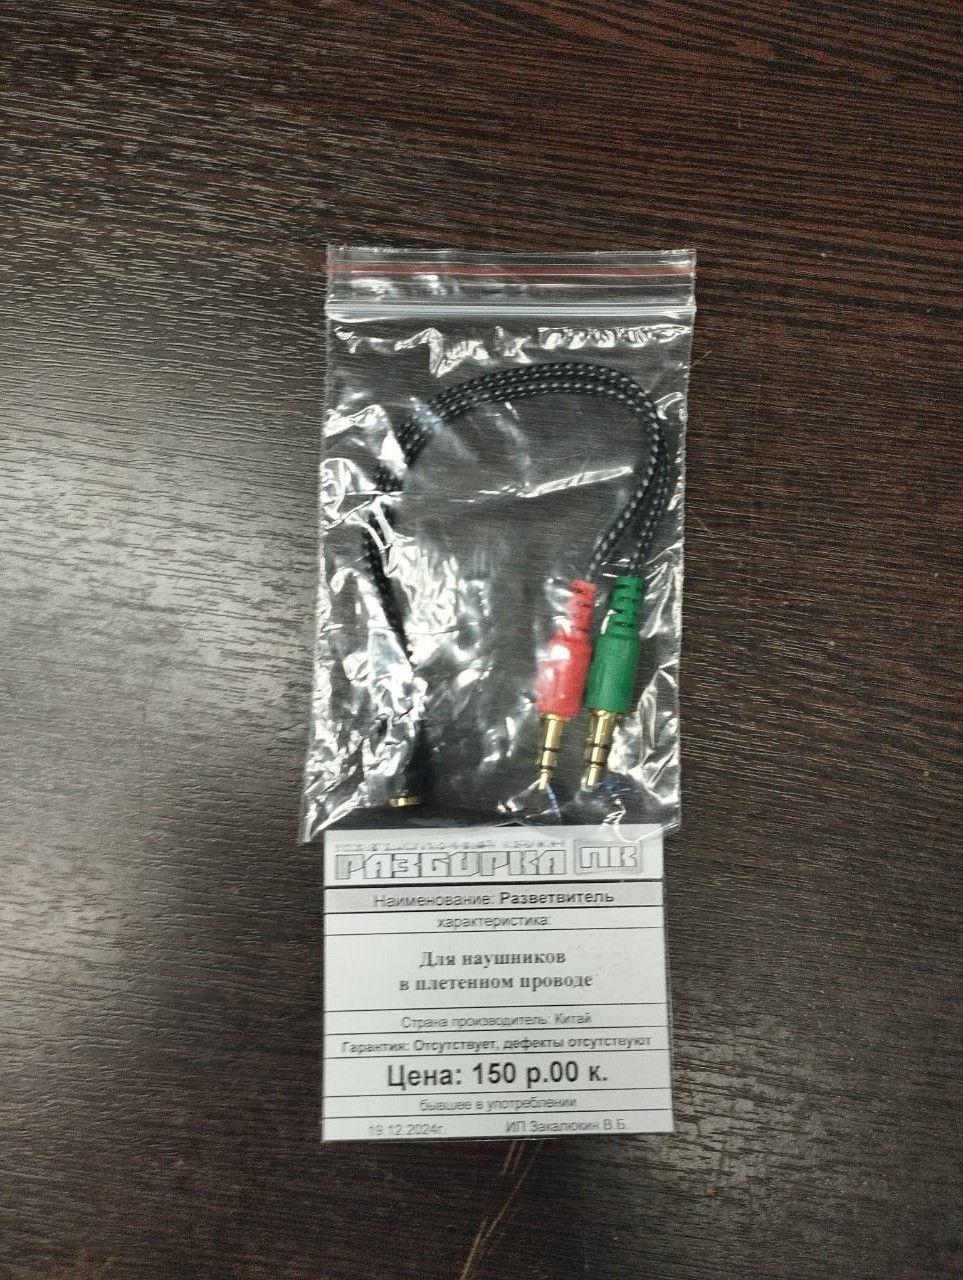 РАЗБИРКА ПК
Наименование: Разветвитель
характеристика:
Для наушников
в плетенном проводе
Страна производитель: Китай
Гарантия: Отсутствует, дефекты отсутствуют
Цена: 150 р.00 к.
бывшее в употреблении
19.12.2024г. ИП Закалюкин В.Б.